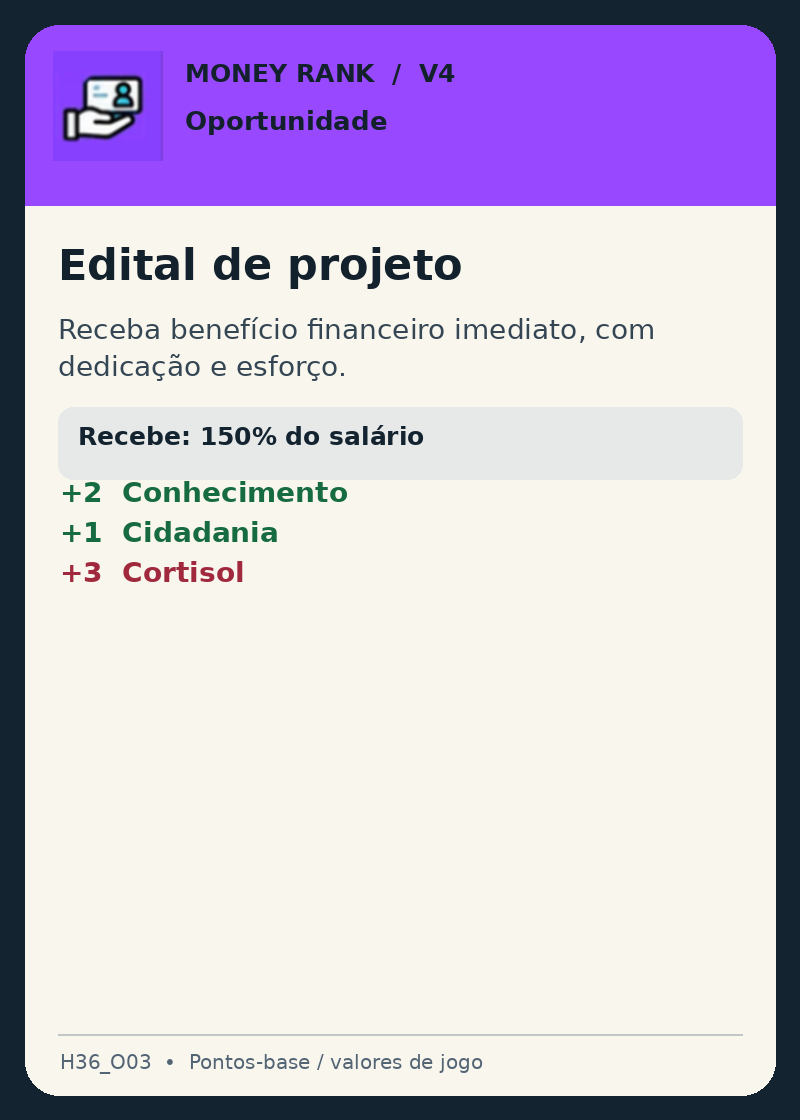 MONEY RANK / V4
Oportunidade
Edital de projeto
Receba benefício financeiro imediato, com
dedicação e esforço.
Recebe: 150% do salário
+2 Conhecimento
+1 Cidadania
+3 Cortisol
H36_O03 • Pontos-base / valores de jogo